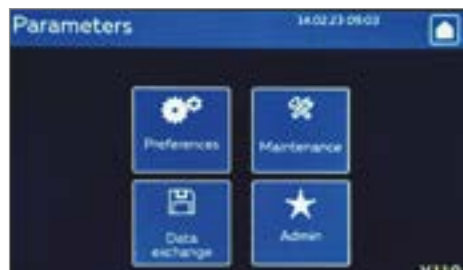 Parameters
14.02.23 09:03
Preferences
Maintenance
Data
exchange
Admin